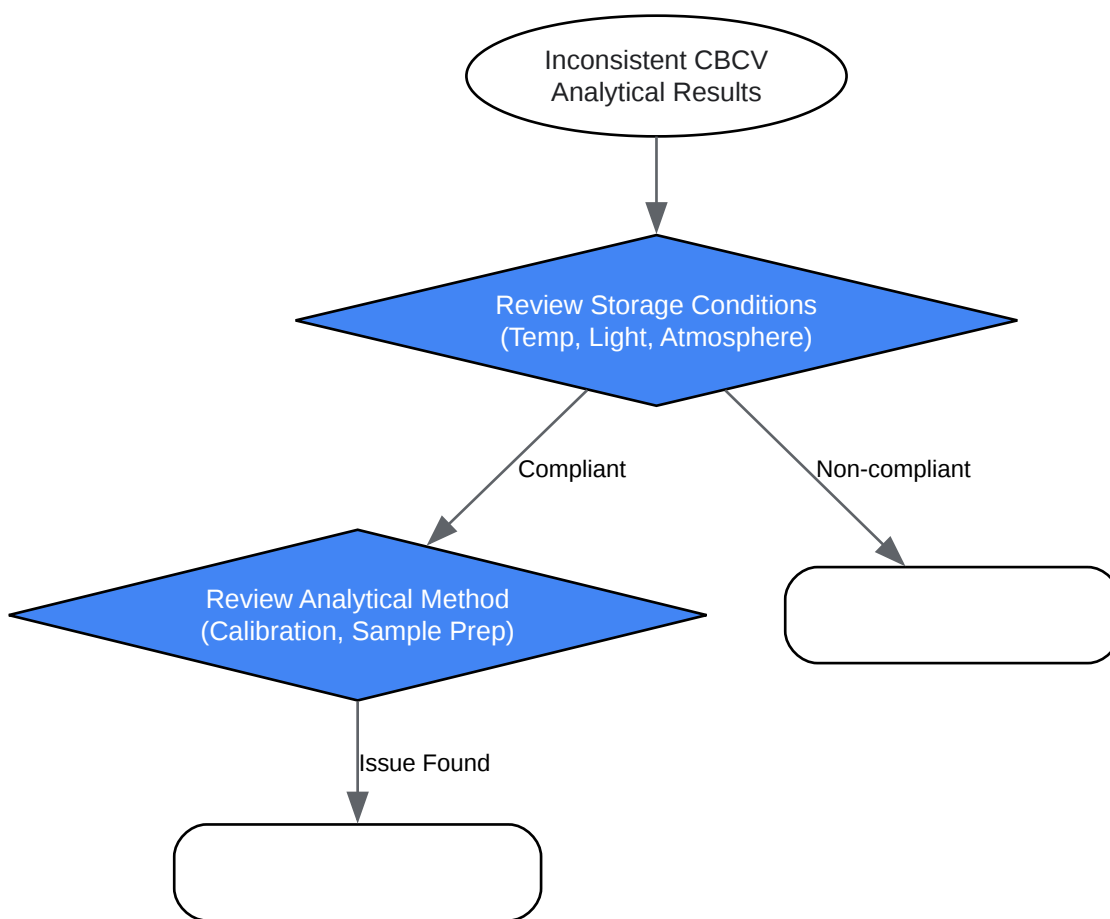 Inconsistent CBCV
Analytical Results
Review Storage Conditions
(Temp, Light, Atmosphere)
Compliant
Non-compliant
Review Analytical Method
(Calibration, Sample Prep)
Issue Found